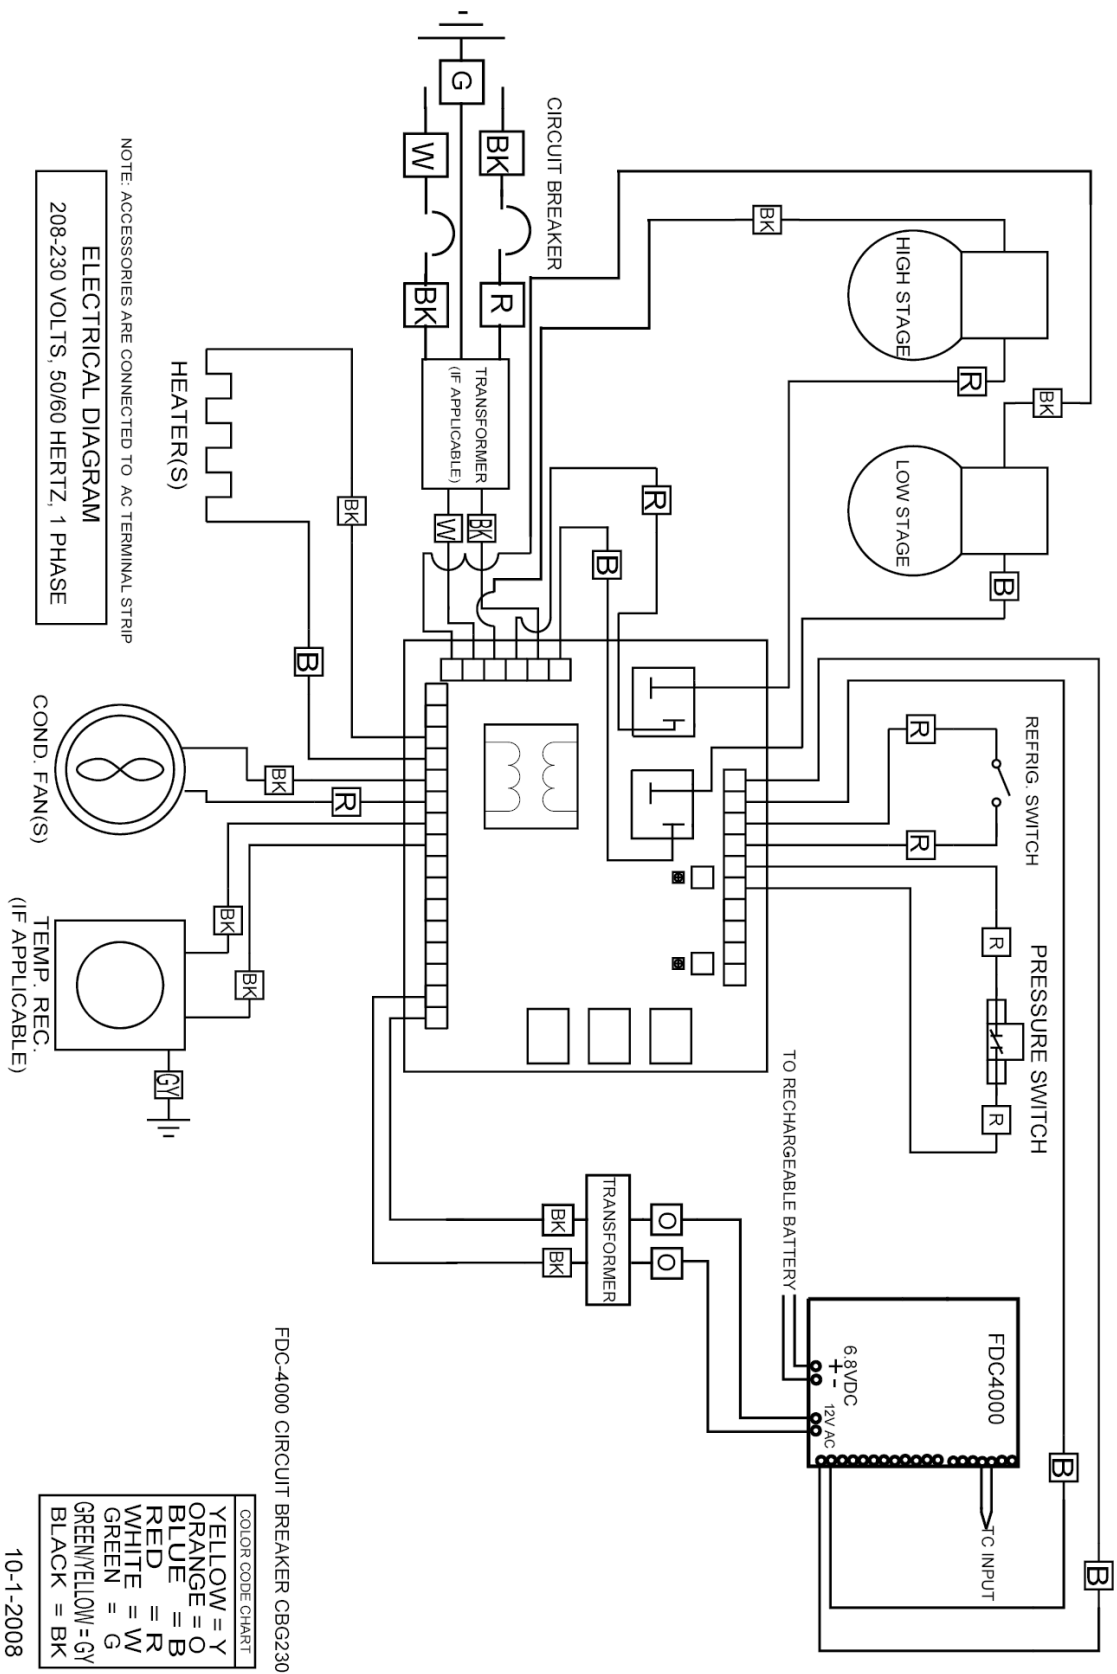 B
B
BK
PRESSURE SWITCH
REFRIG. SWITCH
B
R
R
FDC4000
TC INPUT
R
R
R
HIGH STAGE
LOW STAGE
6.8VDC
+ -
12V AC
TO RECHARGEABLE BATTERY
BK
O
O
R
B
TRANSFORMER
BK
BK
CIRCUIT BREAKER
BK
R
TRANSFORMER
(IF APPLICABLE)
BK
W
G
W
BK
BK
R
B
BK
BK
BK
HEATER(S)
GY
NOTE: ACCESSORIES ARE CONNECTED TO AC TERMINAL STRIP
ELECTRICAL DIAGRAM
208-230 VOLTS, 50/60 HERTZ, 1 PHASE
COND. FAN(S)
TEMP. REC.
(IF APPLICABLE)
FDC-4000 CIRCUIT BREAKER CBG230
COLOR CODE CHART
YELLOW = Y
ORANGE = O
BLUE = B
RED = R
WHITE = W
GREEN = G
GREEN/YELLOW = GY
BLACK = BK
10-1-2008